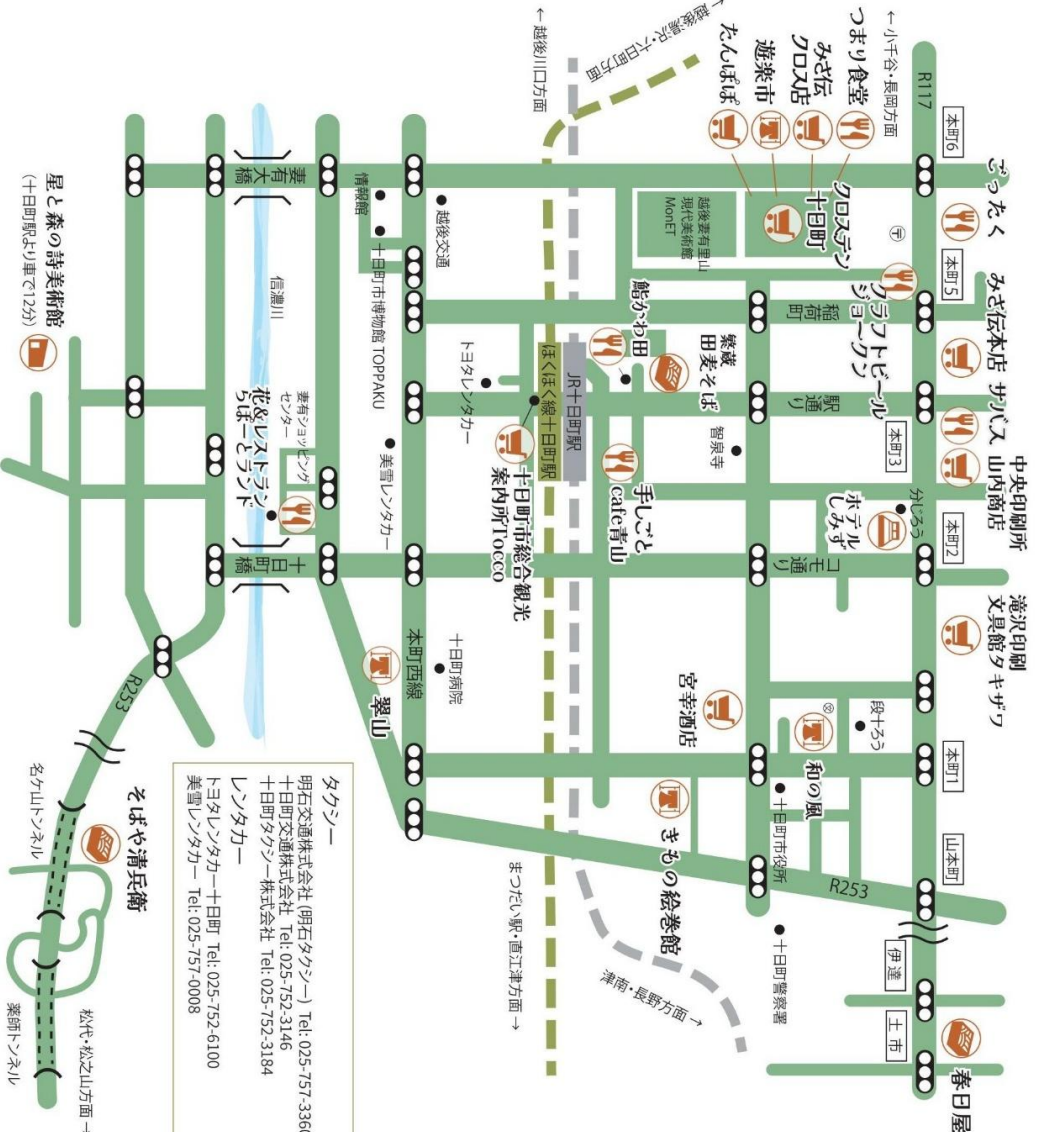 ← 越後湯沢・六日町方面
← 越後川口方面
← 小千谷・長岡方面
つまり食堂
みさ伝
クロス店
遊楽市
たんぽぽ
R117
本町6
ごったく
クロステン
十日町
越後妻有里山
現代美術館
MonET
〒
本町5
みさ伝本店
サバス
クラフトビール
ジョークン
稲荷町
鮨かわ田
繁蔵
田麦そば
駅通り
本町3
中央印刷所
山内商店
智泉寺
分じろう
ホテル
しみず
本町2
コモ通り
手しごと
cafe青山
JR十日町駅
ほくほく線十日町駅
トヨタレンタカー
十日町市総合観光
案内所Tocco
滝沢印刷
文具館タキザワ
段十ろう
和の風
本町1
宮幸酒店
十日町市役所
山本町
R253
きもの絵巻館
十日町警察署
伊達
土市
春日屋
津南・長野方面 →
まつだい駅・直江津方面 →
妻有大橋
情報館
越後交通
十日町市博物館 TOPPAKU
信濃川
美雪レンタカー
妻有ショッピング
センター
花&レストラン
らぽーとランド
十日町橋
本町西線
十日町病院
翠山
星と森の詩美術館
(十日町駅より車で12分)
R253
そばや清兵衛
名ケ山トンネル
薬師トンネル
松代・松之山方面 →
タクシー
明石交通株式会社 (明石タクシー) Tel: 025-757-3360
十日町交通株式会社 Tel: 025-752-3146
十日町タクシー株式会社 Tel: 025-752-3184
レンタカー
トヨタレンタカー十日町 Tel: 025-752-6100
美雪レンタカー Tel: 025-757-0008